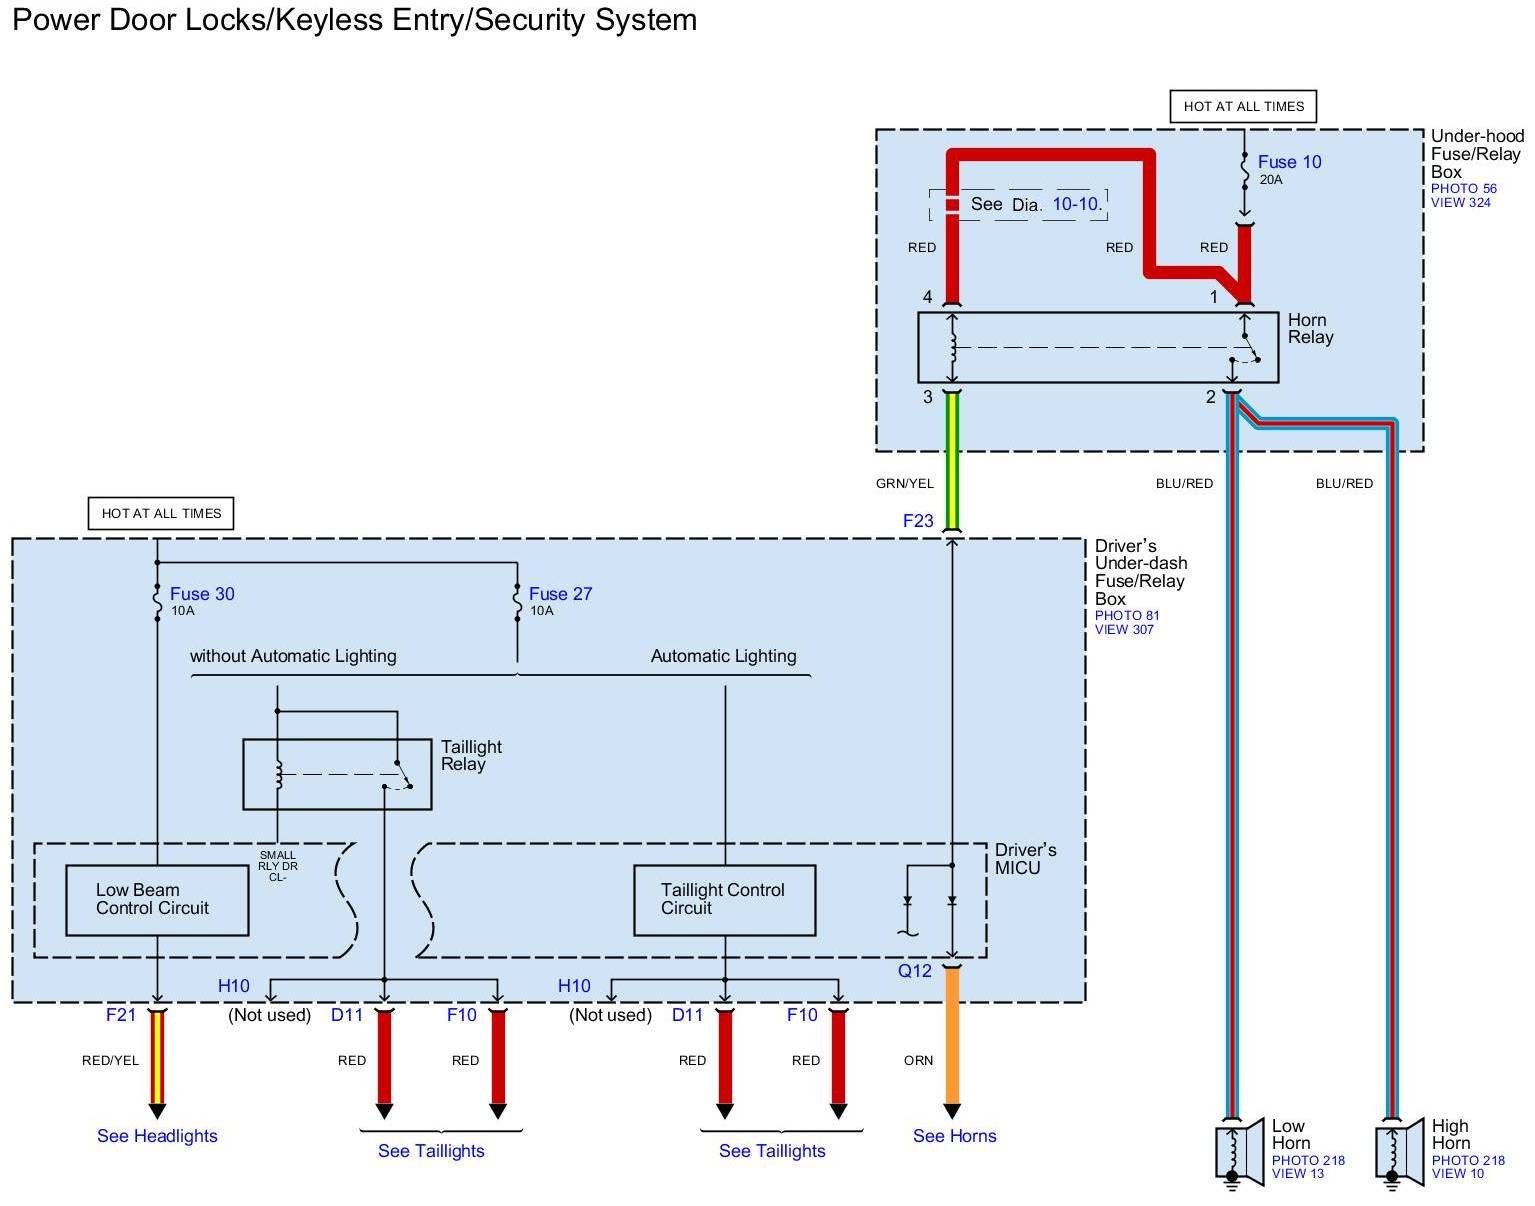 Power Door Locks/Keyless Entry/Security System
HOT AT ALL TIMES
Under-hood
Fuse/Relay
Box
PHOTO 56
VIEW 324
Fuse 10
20A
See Dia. 10-10.
RED
RED
RED
4
1
Horn
Relay
3
2
GRN/YEL
BLU/RED
BLU/RED
F23
HOT AT ALL TIMES
Driver's
Under-dash
Fuse/Relay
Box
PHOTO 81
VIEW 307
Fuse 30
10A
Fuse 27
10A
without Automatic Lighting
Automatic Lighting
Taillight
Relay
SMALL
RLY DR
CL-
Driver's
MICU
Low Beam
Control Circuit
Taillight Control
Circuit
Q12
H10
H10
F21
(Not used)
D11
F10
(Not used)
D11
F10
RED/YEL
RED
RED
RED
RED
ORN
See Headlights
See Taillights
See Taillights
See Horns
Low
Horn
PHOTO 218
VIEW 13
High
Horn
PHOTO 218
VIEW 10